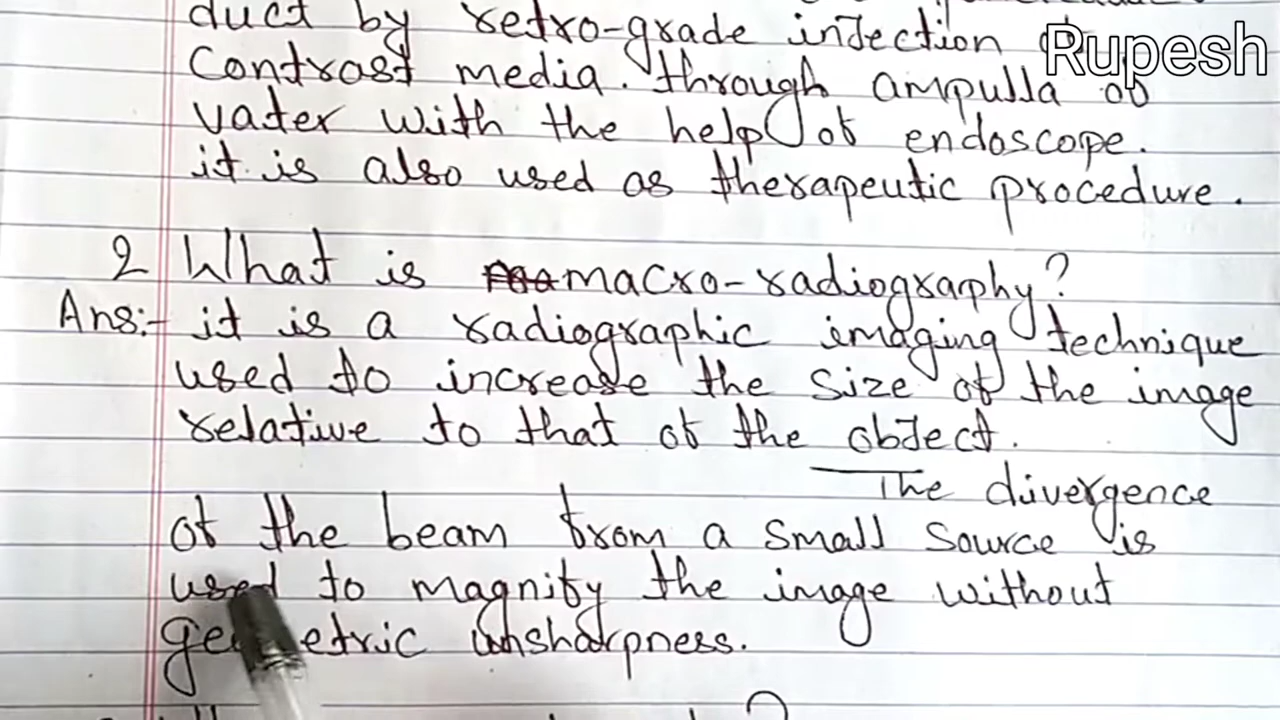 duct by retro-grade injection of
Rupesh
Contrast media. through ampulla of
vater with the help of endoscope.
it is also used as therapeutic procedure.
2 What is macro-radiography?
Ans:- it is a radiographic imaging technique
used to increase the size of the image
relative to that of the object.
The divergence
of the beam from a small source is
used to magnify the image without
geometric unsharpness.